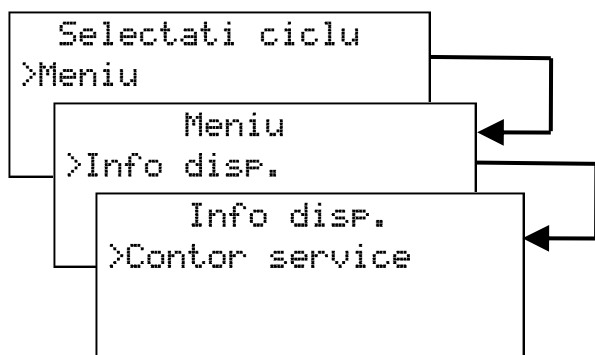 Selectati ciclu
>Meniu
Meniu
>Info disp.
Info disp.
>Contor service